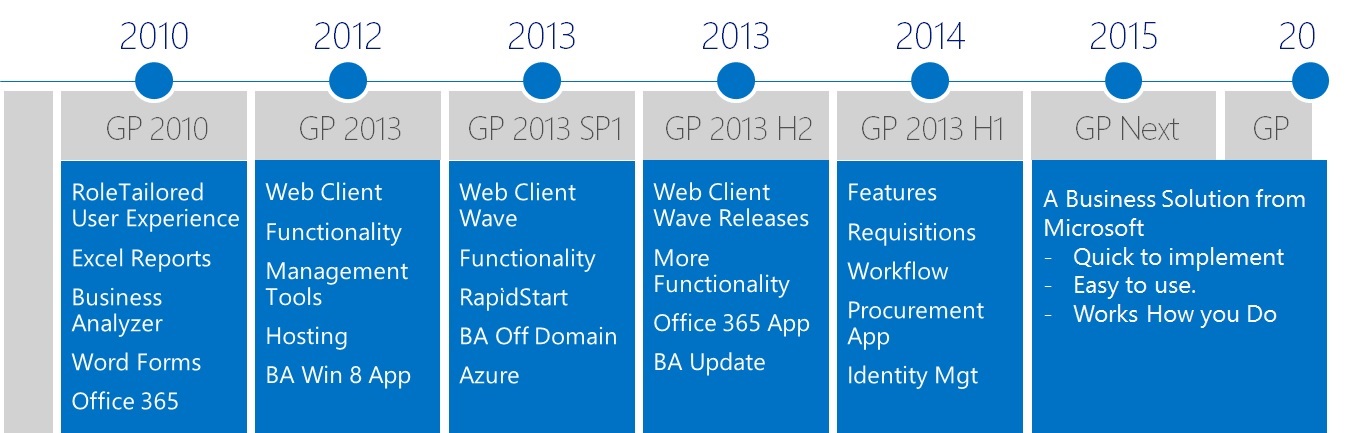 2010
2012
2013
2013
2014
2015
20
GP 2010
GP 2013
GP 2013 SP1
GP 2013 H2
GP 2013 H1
GP Next
GP
RoleTailored
User Experience
Excel Reports
Business
Analyzer
Word Forms
Office 365
Web Client
Functionality
Management
Tools
Hosting
BA Win 8 App
Web Client
Wave
Functionality
RapidStart
BA Off Domain
Azure
Web Client
Wave Releases
More
Functionality
Office 365 App
BA Update
Features
Requisitions
Workflow
Procurement
App
Identity Mgt
A Business Solution from
Microsoft
- Quick to implement
- Easy to use.
- Works How you Do